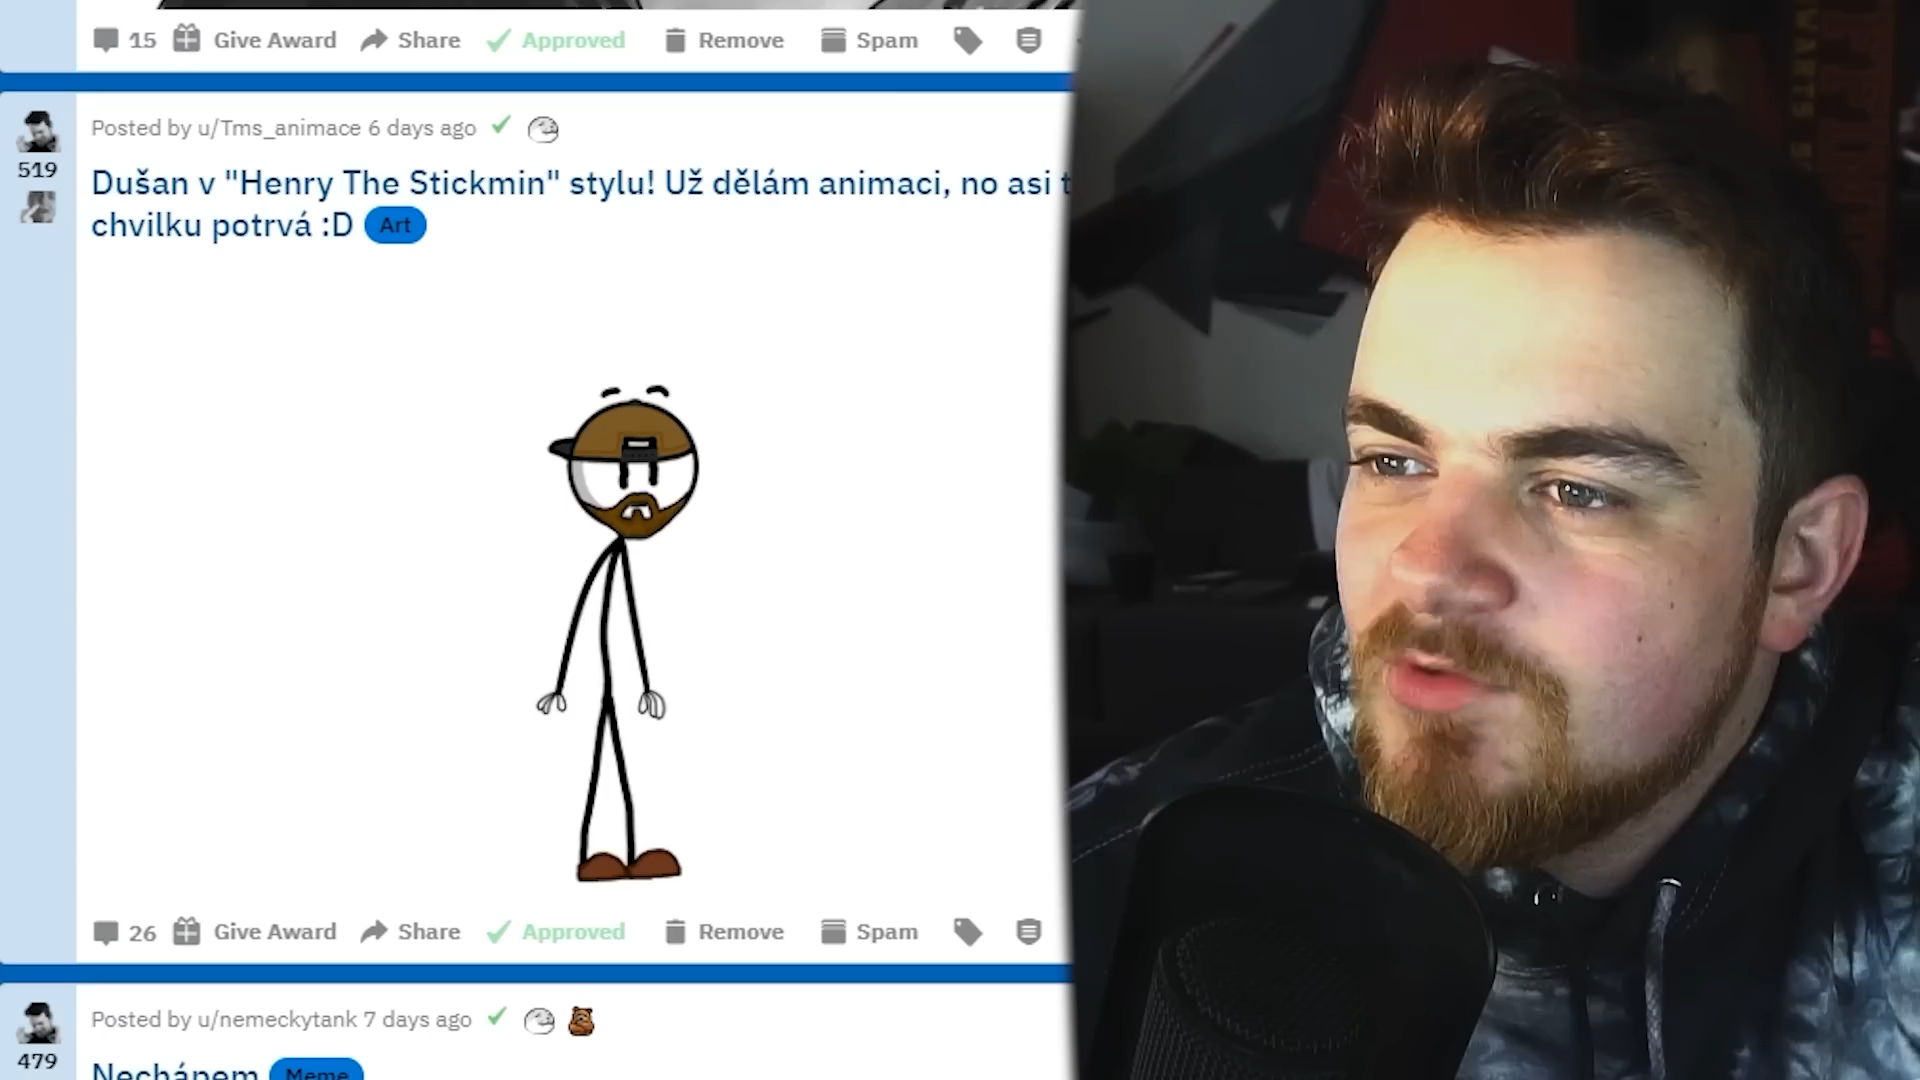 15 Give Award Share Approved Remove Spam
Posted by u/Tms_animace 6 days ago
519
Dušan v "Henry The Stickmin" stylu! Už dělám animaci, no asi
chvilku potrvá :D Art
26 Give Award Share Approved Remove Spam
Posted by u/nemeckytank 7 days ago
479
Nechápem Meme